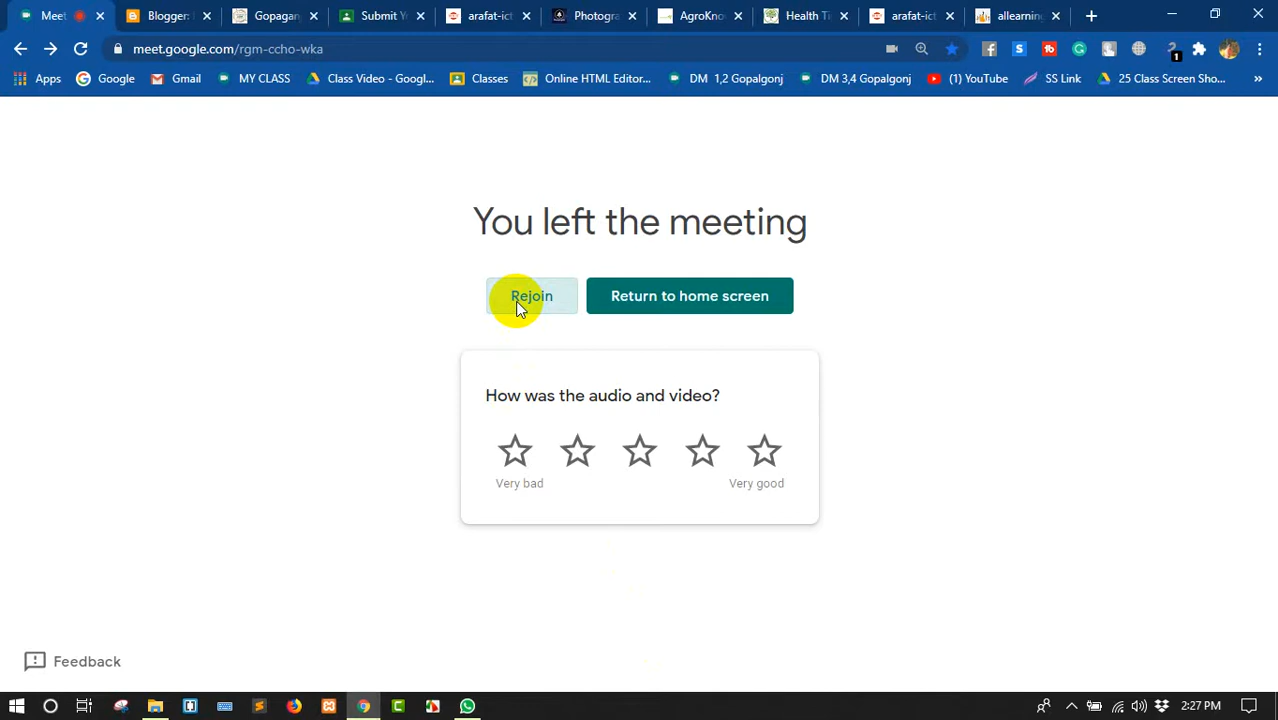 Meet
Blogger
Gopagan
Submit Y
arafat-ict
Photogra
AgroKno
Health Ti
arafat-ict
allearning
meet.google.com/rgm-ccho-wka
1
Apps
Google
Gmail
MY CLASS
Class Video - Googl...
Classes
Online HTML Editor...
DM 1,2 Gopalgonj
DM 3,4 Gopalgonj
(1) YouTube
SS Link
25 Class Screen Sho...
»
You left the meeting
Rejoin
Return to home screen
How was the audio and video?
Very bad
Very good
Feedback
2:27 PM